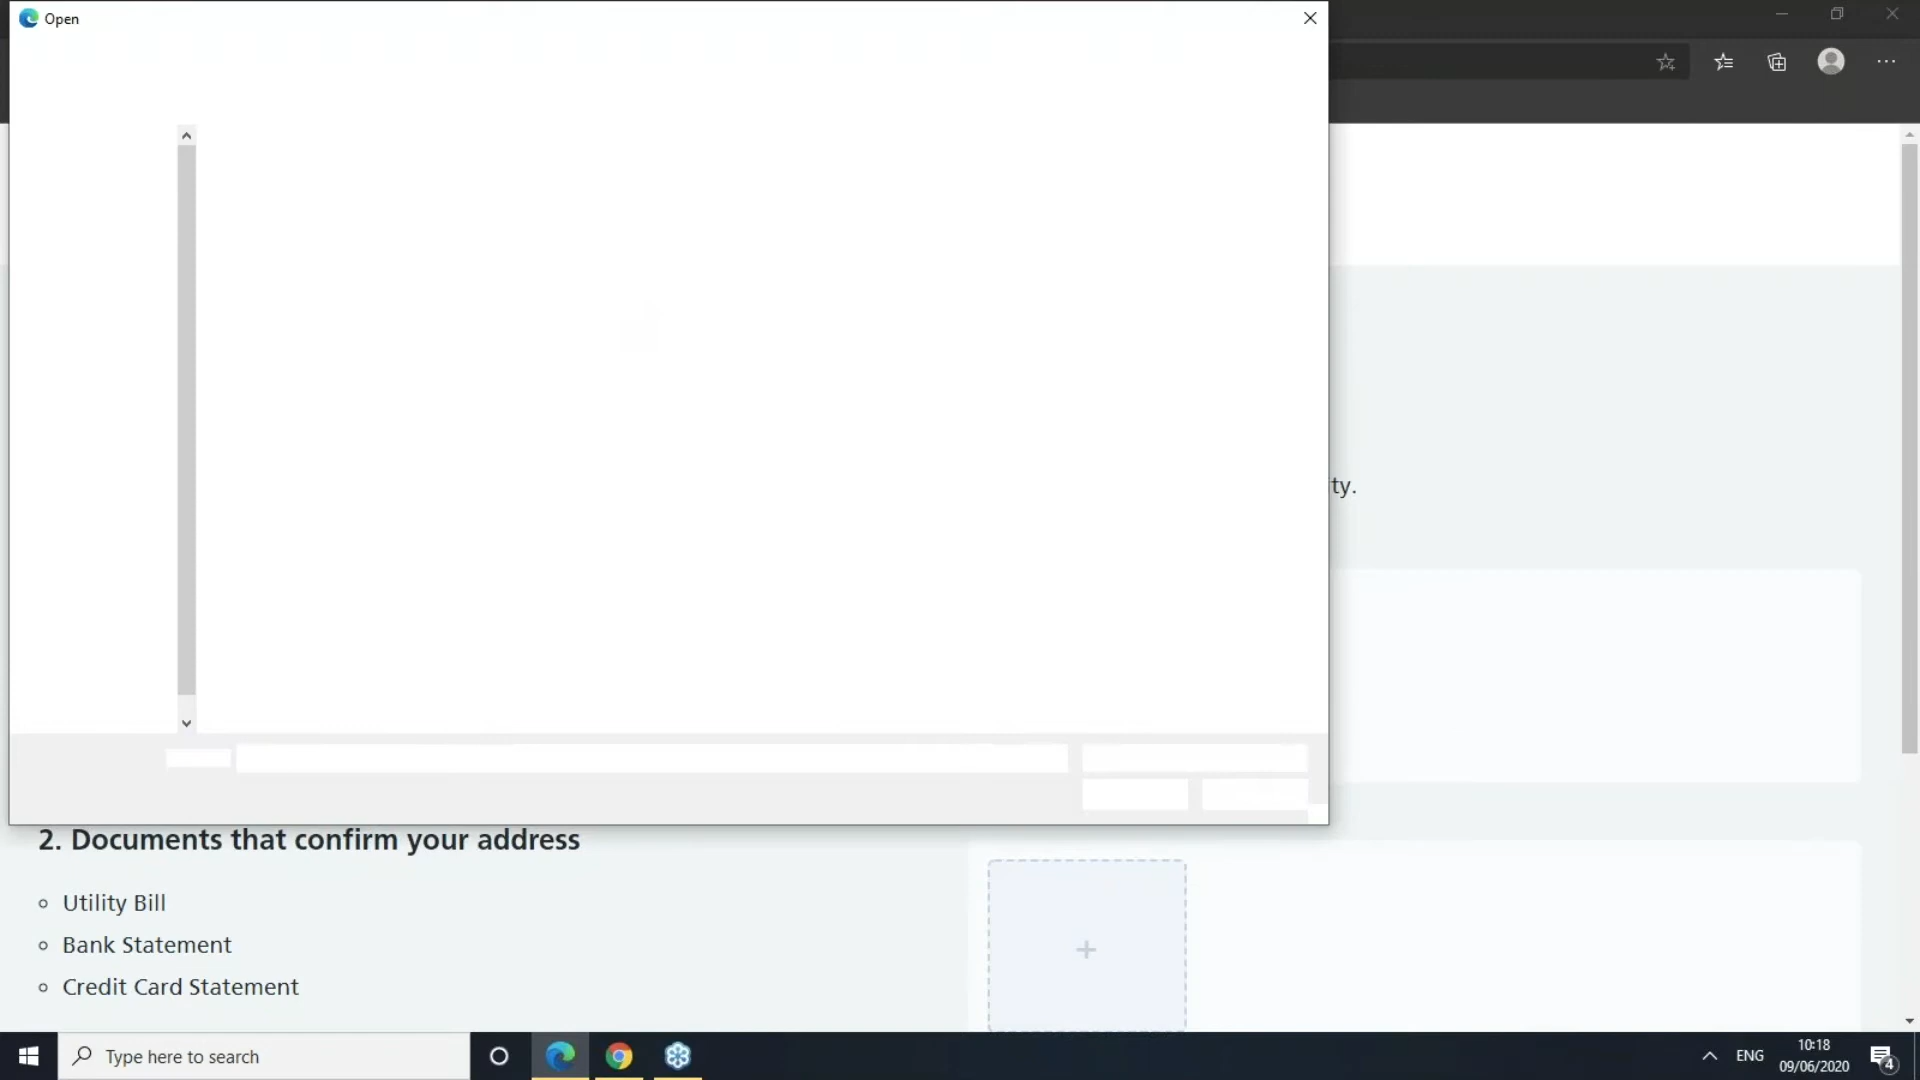 Open
ty.
2. Documents that confirm your address
Utility Bill
Bank Statement
Credit Card Statement
+
Type here to search
ENG
10:18
09/06/2020
4